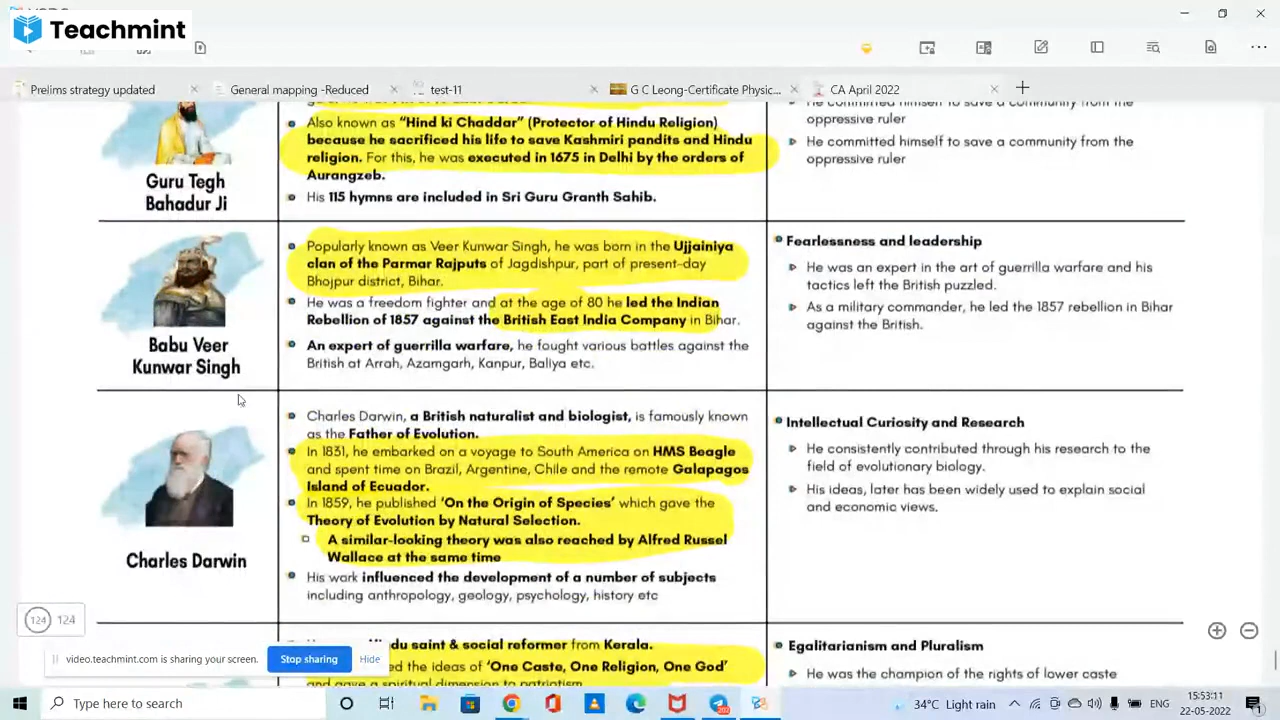 Teachmint
Prelims strategy updated
General mapping -Reduced
test-11
G C Leong-Certificate Physic...
CA April 2022
Also known as "Hind ki Chaddar" (Protector of Hindu Religion)
because he sacrificed his life to save Kashmiri pandits and Hindu
religion. For this, he was executed in 1675 in Delhi by the orders of
Aurangzeb.
His 115 hymns are included in Sri Guru Granth Sahib.
Guru Tegh
Bahadur Ji
He committed himself to save a community from the
oppressive ruler
He committed himself to save a community from the
oppressive ruler
Popularly known as Veer Kunwar Singh, he was born in the Ujjainiya
clan of the Parmar Rajputs of Jagdishpur, part of present-day
Bhojpur district, Bihar.
He was a freedom fighter and at the age of 80 he led the Indian
Rebellion of 1857 against the British East India Company in Bihar.
An expert of guerrilla warfare, he fought various battles against the
British at Arrah, Azamgarh, Kanpur, Baliya etc.
Babu Veer
Kunwar Singh
Fearlessness and leadership
He was an expert in the art of guerrilla warfare and his
tactics left the British puzzled.
As a military commander, he led the 1857 rebellion in Bihar
against the British.
Charles Darwin, a British naturalist and biologist, is famously known
as the Father of Evolution.
In 1831, he embarked on a voyage to South America on HMS Beagle
and spent time on Brazil, Argentine, Chile and the remote Galapagos
Island of Ecuador.
In 1859, he published 'On the Origin of Species' which gave the
Theory of Evolution by Natural Selection.
A similar-looking theory was also reached by Alfred Russel
Wallace at the same time
His work influenced the development of a number of subjects
including anthropology, geology, psychology, history etc
Charles Darwin
Intellectual Curiosity and Research
He consistently contributed through his research to the
field of evolutionary biology.
His ideas, later has been widely used to explain social
and economic views.
124 124
Hindu saint & social reformer from Kerala.
the ideas of 'One Caste, One Religion, One God'
and gave a spiritual dimension to patriotism
Egalitarianism and Pluralism
He was the champion of the rights of lower caste
video.teachmint.com is sharing your screen.
Stop sharing
Hide
Type here to search
34°C Light rain
ENG
15:53:11
22-05-2022